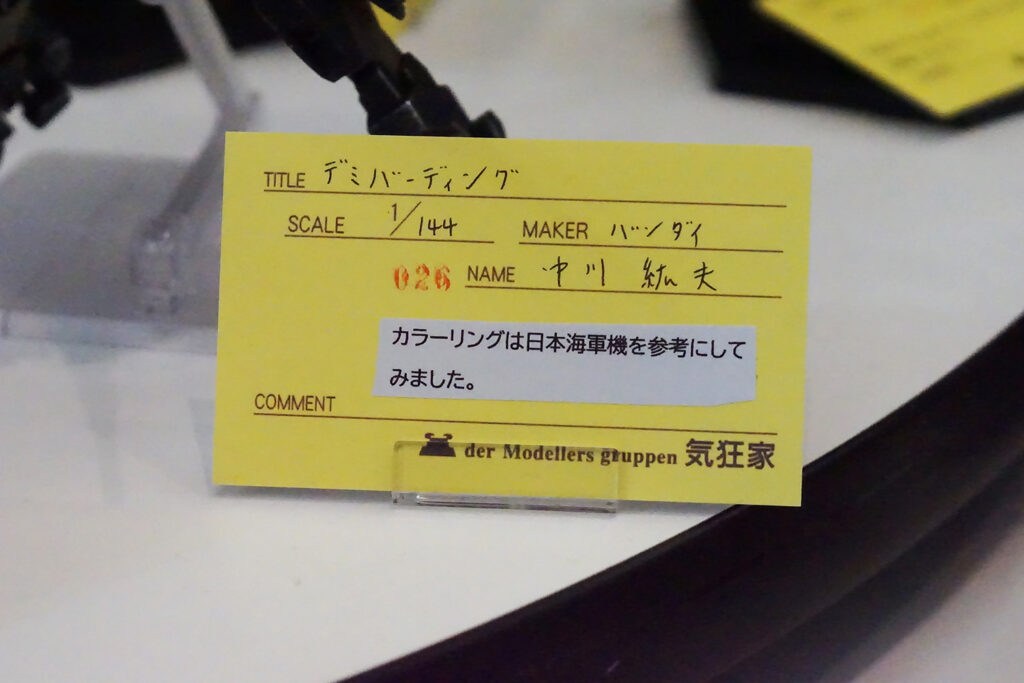 TITLE デミバーディング
SCALE 1/144 MAKER バンダイ
026 NAME 中川 紘夫
カラーリングは日本海軍機を参考にして
みました。
COMMENT
der Modellers gruppen 気狂家